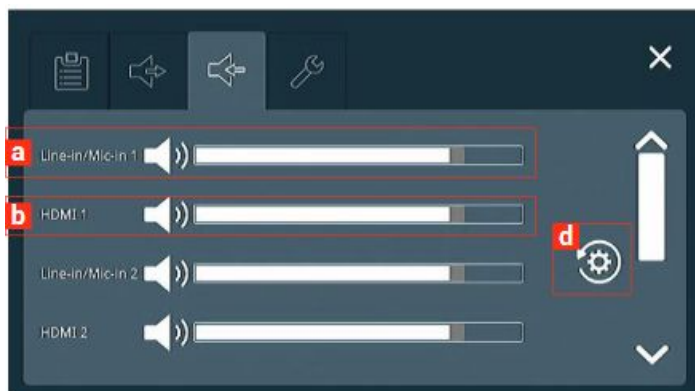 a Line-in/Mic-in 1
b HDMI 1
d
Line-in/Mic-in 2
HDMI 2